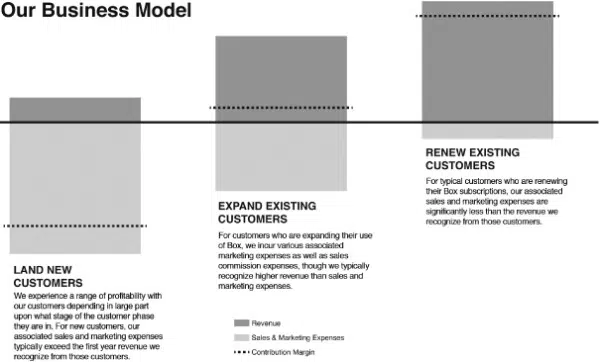 Our Business Model
RENEW EXISTING
CUSTOMERS
For typical customers who are renewing
their Box subscriptions, our associated
sales and marketing expenses are
significantly less than the revenue we
recognize from those customers.
EXPAND EXISTING
CUSTOMERS
For customers who are expanding their use
of Box, we incur various associated
marketing expenses as well as sales
commission expenses, though we typically
recognize higher revenue than sales and
marketing expenses.
LAND NEW
CUSTOMERS
We experience a range of profitability with
our customers depending in large part
upon what stage of the customer phase
they are in. For new customers, our
associated sales and marketing expenses
typically exceed the first year revenue we
recognize from those customers.
Revenue
Sales & Marketing Expenses
Contribution Margin